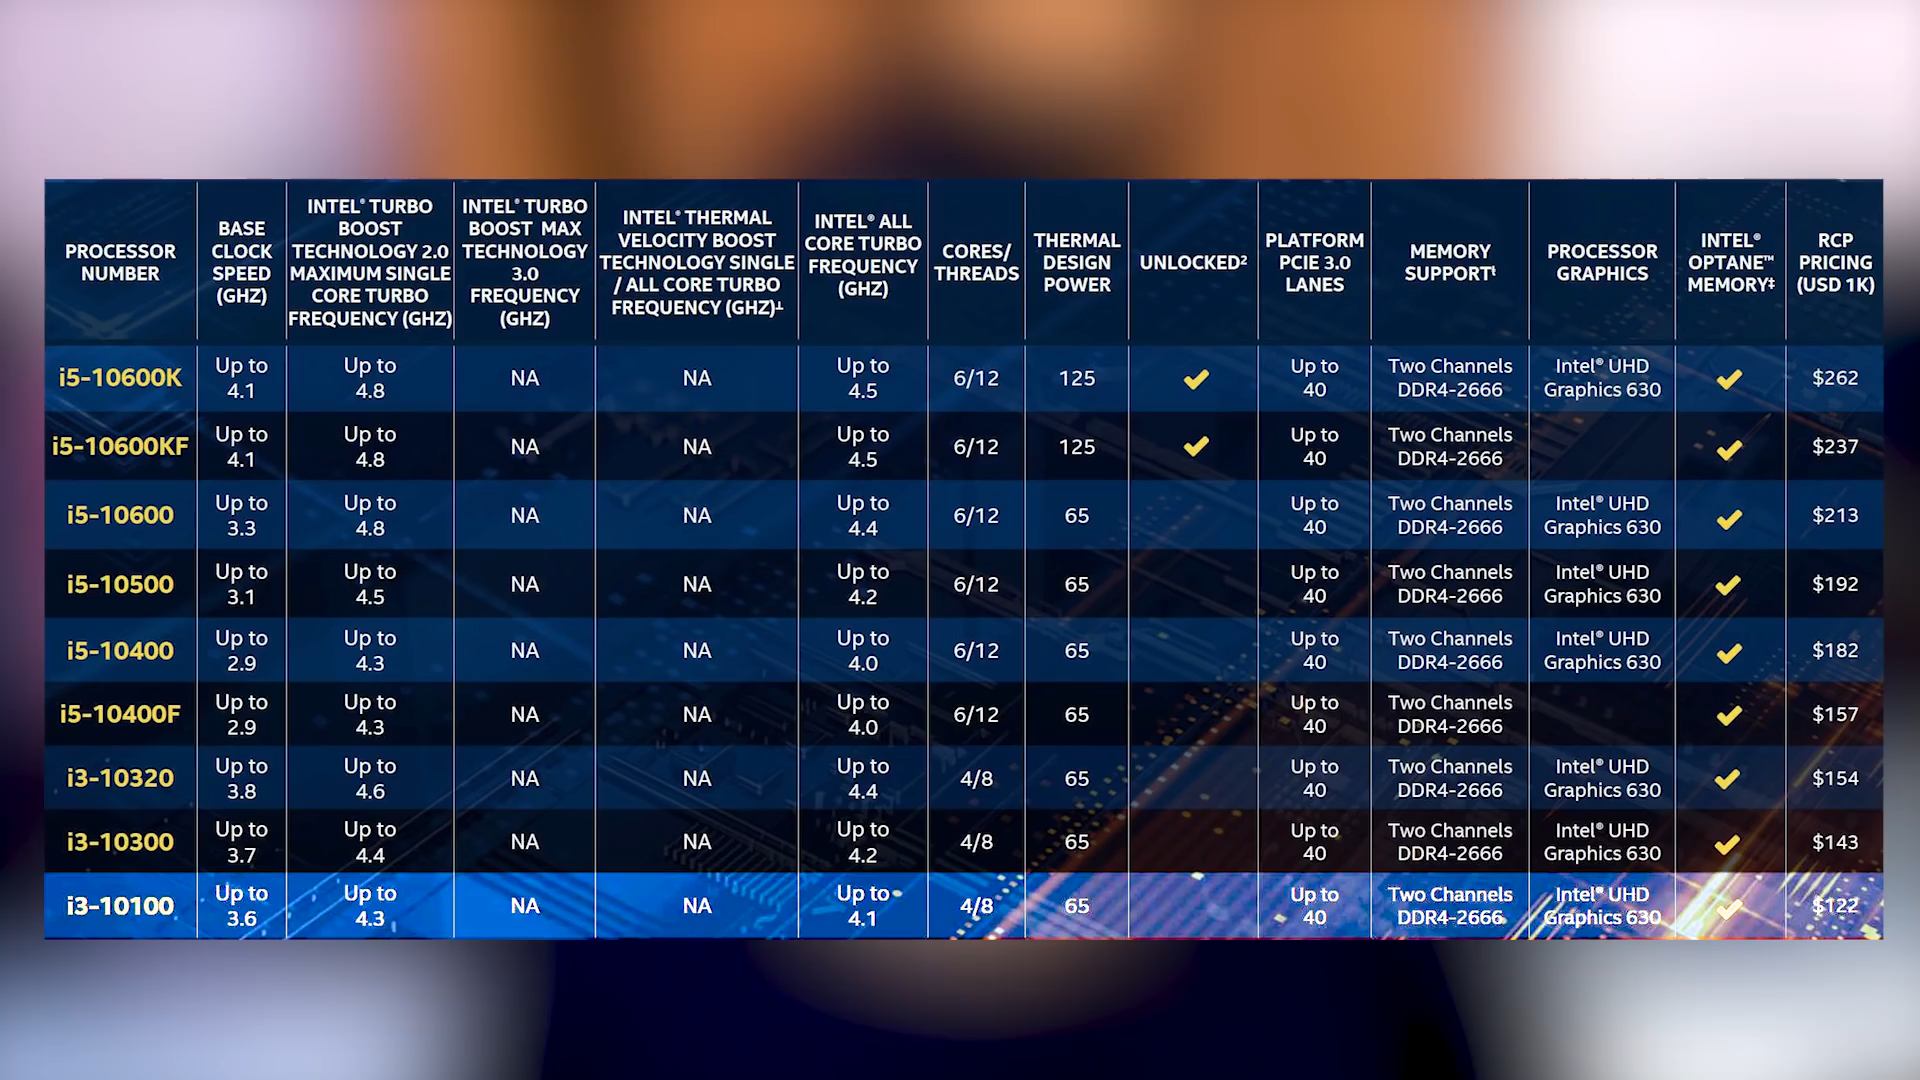 PROCESSOR NUMBER
BASE CLOCK SPEED (GHZ)
INTEL® TURBO BOOST TECHNOLOGY 2.0 MAXIMUM SINGLE CORE TURBO FREQUENCY (GHZ)
INTEL® TURBO BOOST MAX TECHNOLOGY 3.0 FREQUENCY (GHZ)
INTEL® THERMAL VELOCITY BOOST TECHNOLOGY SINGLE / ALL CORE TURBO FREQUENCY (GHZ)⊥
INTEL® ALL CORE TURBO FREQUENCY (GHZ)
CORES/ THREADS
THERMAL DESIGN POWER
UNLOCKED²
PLATFORM PCIE 3.0 LANES
MEMORY SUPPORTᵗ
PROCESSOR GRAPHICS
INTEL® OPTANE™ MEMORY‡
RCP PRICING (USD 1K)
i5-10600K Up to 4.1 Up to 4.8 NA NA Up to 4.5 6/12 125 ✓ Up to 40 Two Channels DDR4-2666 Intel® UHD Graphics 630 ✓ $262
i5-10600KF Up to 4.1 Up to 4.8 NA NA Up to 4.5 6/12 125 ✓ Up to 40 Two Channels DDR4-2666 ✓ $237
i5-10600 Up to 3.3 Up to 4.8 NA NA Up to 4.4 6/12 65 Up to 40 Two Channels DDR4-2666 Intel® UHD Graphics 630 ✓ $213
i5-10500 Up to 3.1 Up to 4.5 NA NA Up to 4.2 6/12 65 Up to 40 Two Channels DDR4-2666 Intel® UHD Graphics 630 ✓ $192
i5-10400 Up to 2.9 Up to 4.3 NA NA Up to 4.0 6/12 65 Up to 40 Two Channels DDR4-2666 Intel® UHD Graphics 630 ✓ $182
i5-10400F Up to 2.9 Up to 4.3 NA NA Up to 4.0 6/12 65 Up to 40 Two Channels DDR4-2666 ✓ $157
i3-10320 Up to 3.8 Up to 4.6 NA NA Up to 4.4 4/8 65 Up to 40 Two Channels DDR4-2666 Intel® UHD Graphics 630 ✓ $154
i3-10300 Up to 3.7 Up to 4.4 NA NA Up to 4.2 4/8 65 Up to 40 Two Channels DDR4-2666 Intel® UHD Graphics 630 ✓ $143
i3-10100 Up to 3.6 Up to 4.3 NA NA Up to 4.1 4/8 65 Up to 40 Two Channels DDR4-2666 Intel® UHD Graphics 630 ✓ $122